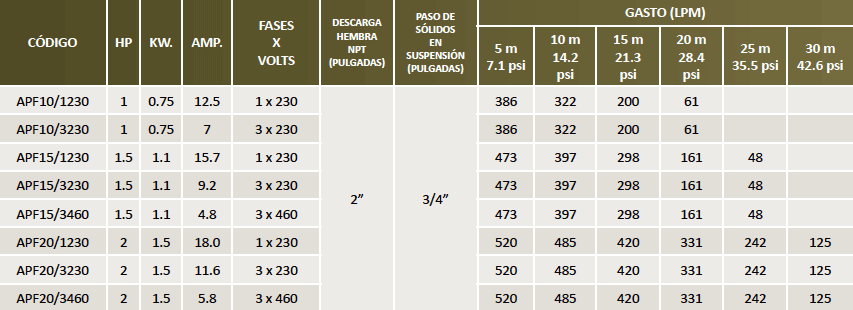 CÓDIGO HP KW. AMP. FASES X VOLTS DESCARGA HEMBRA NPT (PULGADAS) PASO DE SÓLIDOS EN SUSPENSIÓN (PULGADAS) GASTO (LPM)
5 m 7.1 psi 10 m 14.2 psi 15 m 21.3 psi 20 m 28.4 psi 25 m 35.5 psi 30 m 42.6 psi
APF10/1230 1 0.75 12.5 1 x 230 386 322 200 61
APF10/3230 1 0.75 7 3 x 230 386 322 200 61
APF15/1230 1.5 1.1 15.7 1 x 230 473 397 298 161 48
APF15/3230 1.5 1.1 9.2 3 x 230 2” 3/4” 473 397 298 161 48
APF15/3460 1.5 1.1 4.8 3 x 460 473 397 298 161 48
APF20/1230 2 1.5 18.0 1 x 230 520 485 420 331 242 125
APF20/3230 2 1.5 11.6 3 x 230 520 485 420 331 242 125
APF20/3460 2 1.5 5.8 3 x 460 520 485 420 331 242 125